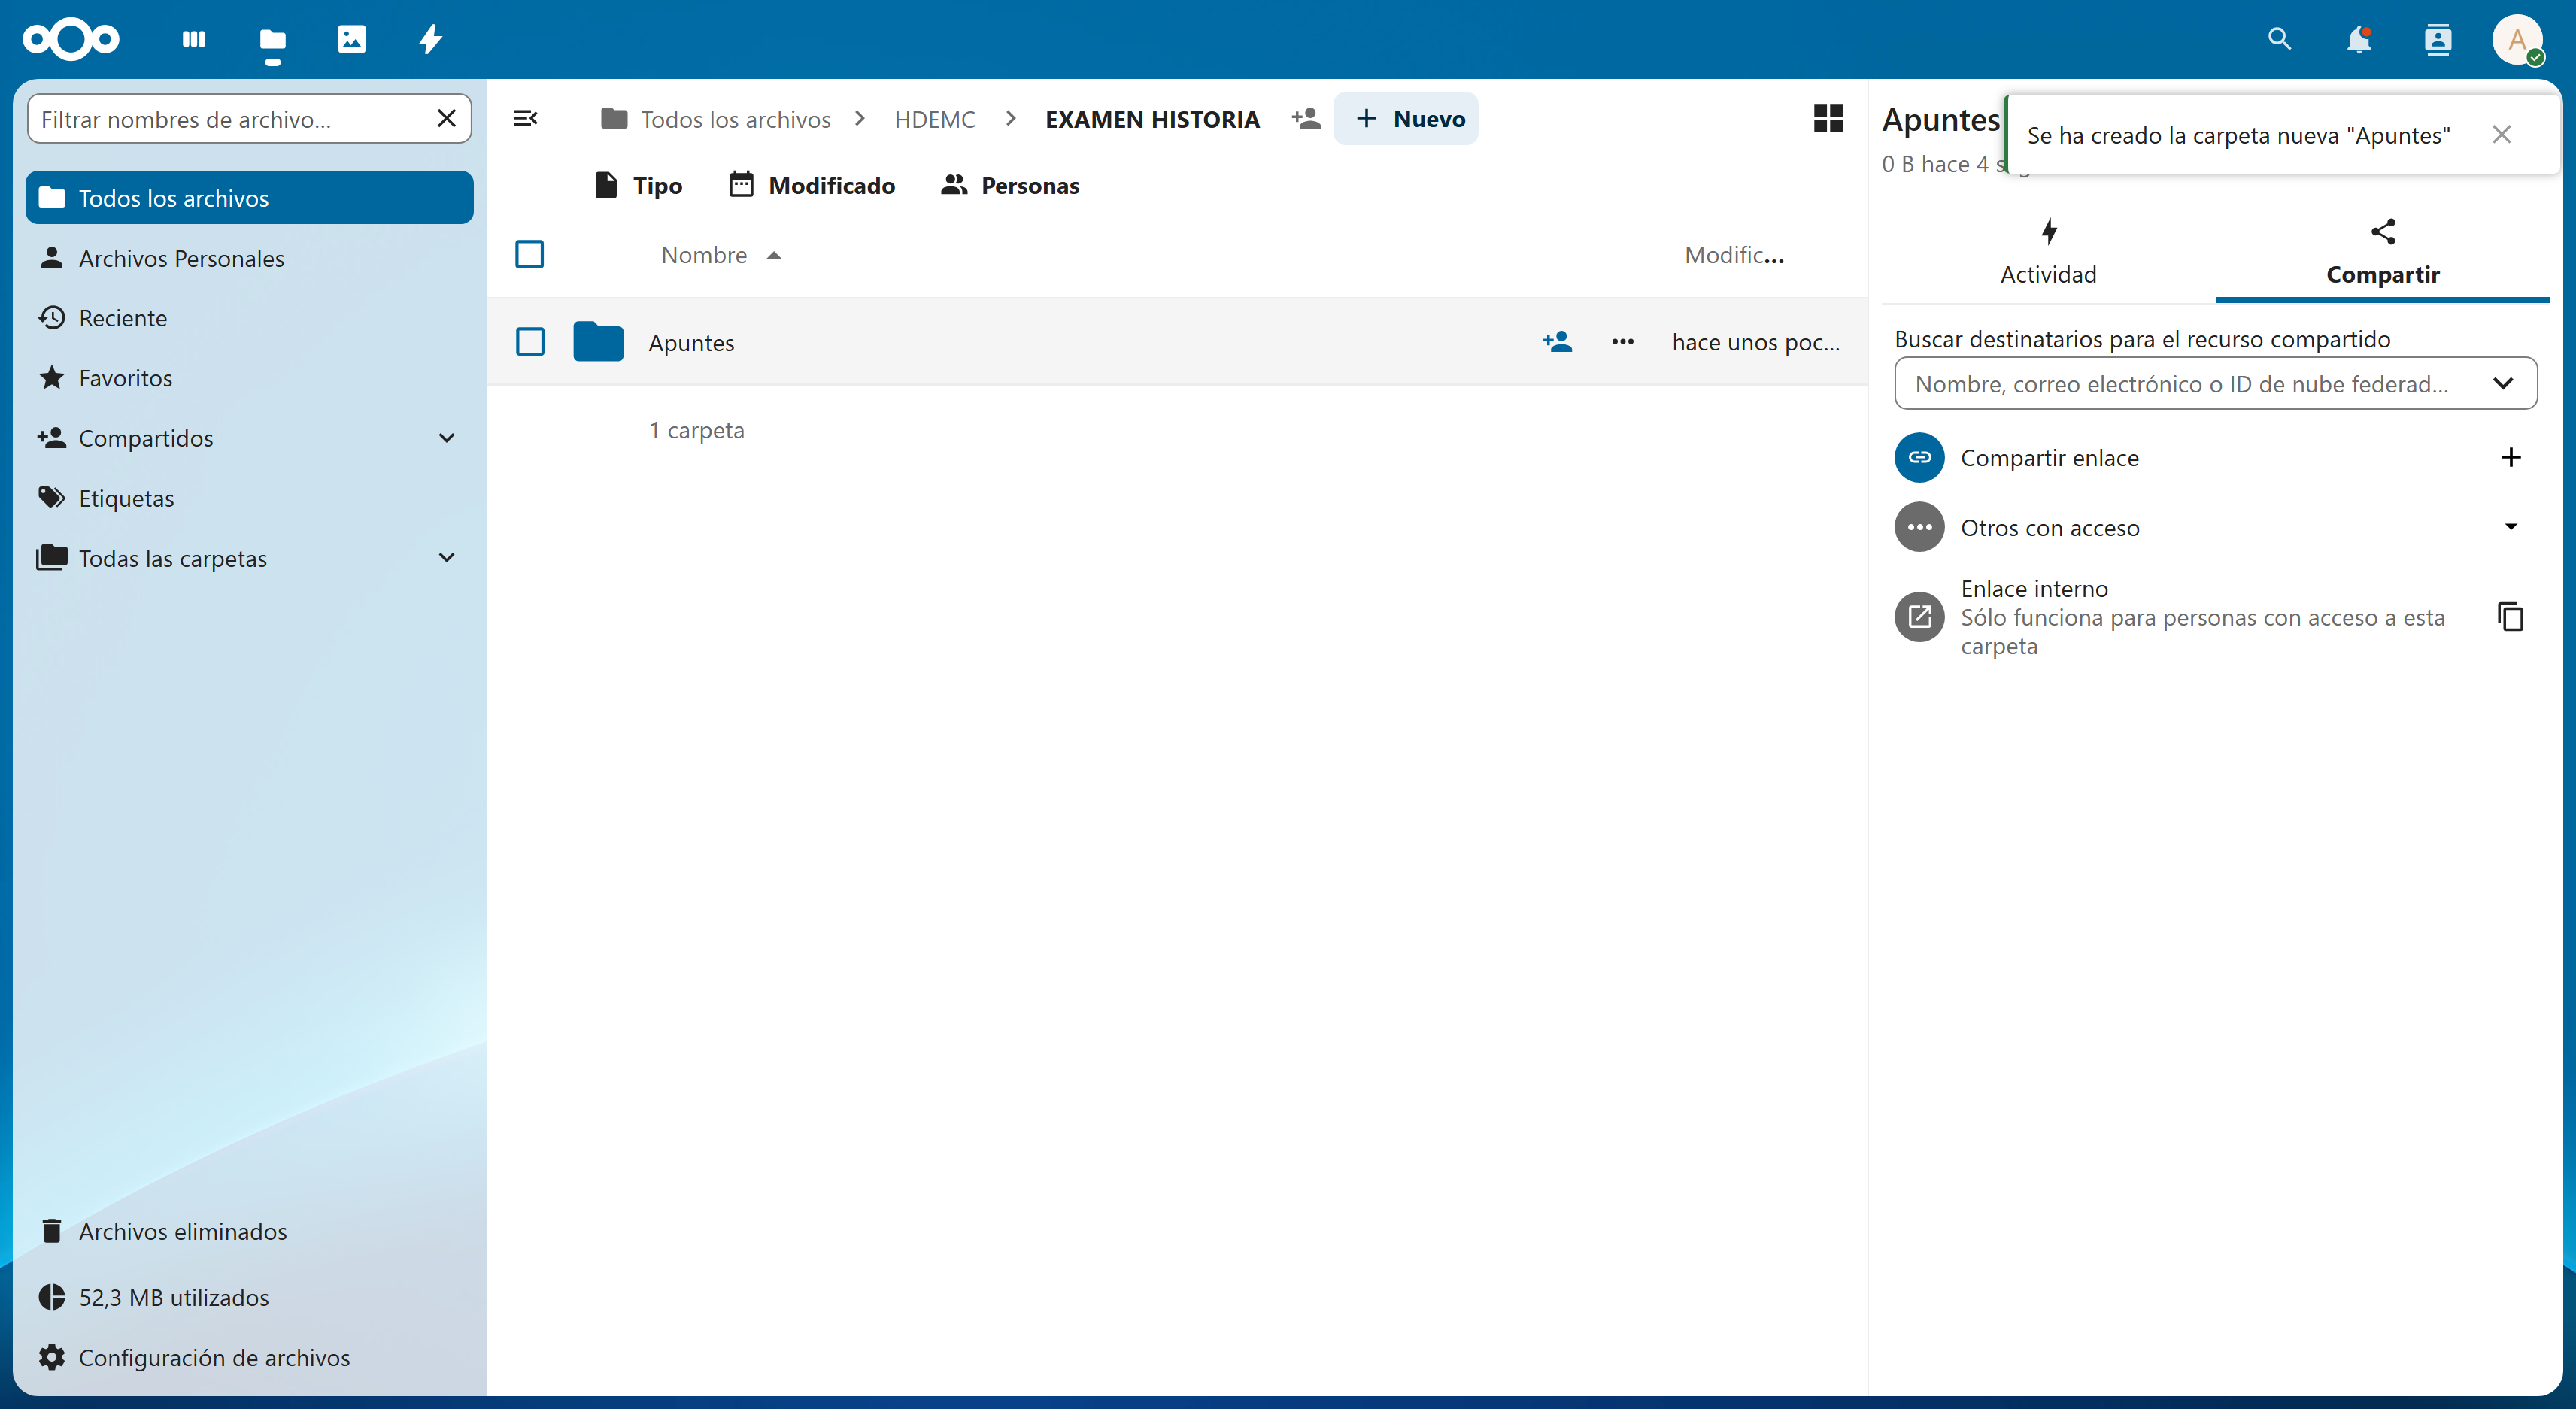 A
Filtrar nombres de archivo...
Todos los archivos
Archivos Personales
Reciente
Favoritos
Compartidos
Etiquetas
Todas las carpetas
Archivos eliminados
52,3 MB utilizados
Configuración de archivos
Todos los archivos > HDEMC > EXAMEN HISTORIA
+ Nuevo
Tipo
Modificado
Personas
Nombre
Modific...
Apuntes
hace unos poc...
1 carpeta
Apuntes
0 B hace 4
Se ha creado la carpeta nueva "Apuntes"
Actividad
Compartir
Buscar destinatarios para el recurso compartido
Nombre, correo electrónico o ID de nube federad...
Compartir enlace
Otros con acceso
Enlace interno
Sólo funciona para personas con acceso a esta
carpeta